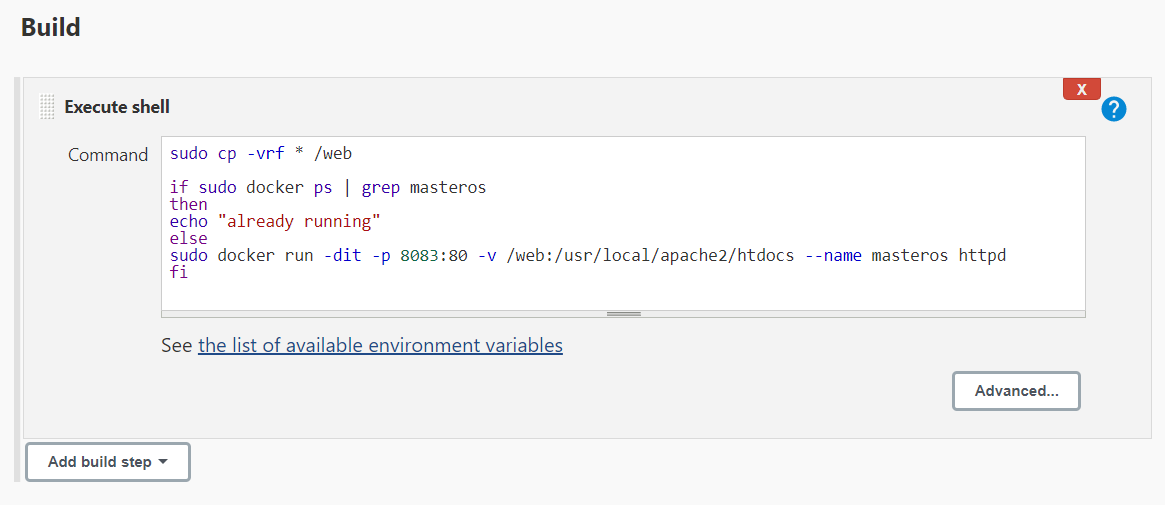 Build
Execute shell
X
?
Command
sudo cp -vrf * /web
if sudo docker ps | grep masteros
then
echo "already running"
else
sudo docker run -dit -p 8083:80 -v /web:/usr/local/apache2/htdocs --name masteros httpd
fi
See the list of available environment variables
Advanced...
Add build step